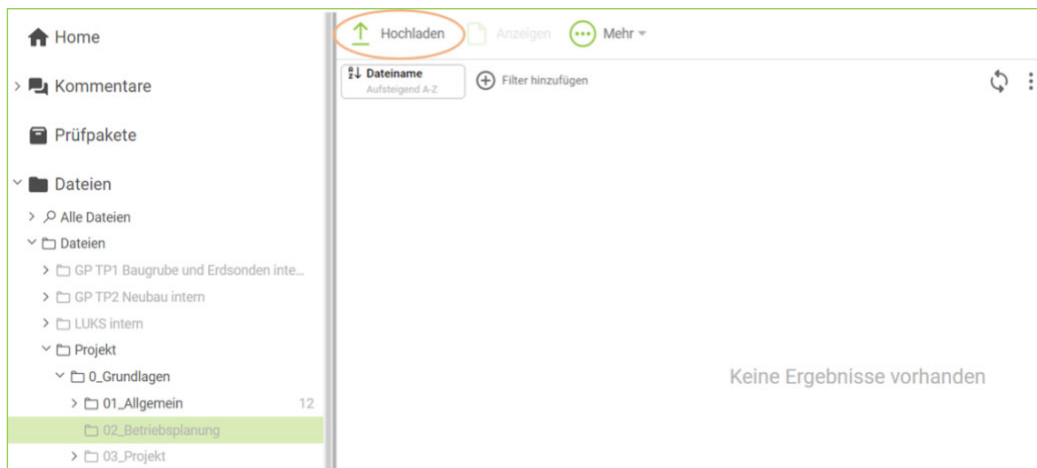 Home
Kommentare
Prüfpakete
Dateien
Alle Dateien
Dateien
GP TP1 Baugrube und Erdsonden inte...
GP TP2 Neubau intern
LUKS intern
Projekt
0_Grundlagen
01_Allgemein 12
02_Betriebsplanung
03_Projekt
Hochladen Anzeigen Mehr
Dateiname
Aufsteigend A-Z
Filter hinzufügen
Keine Ergebnisse vorhanden